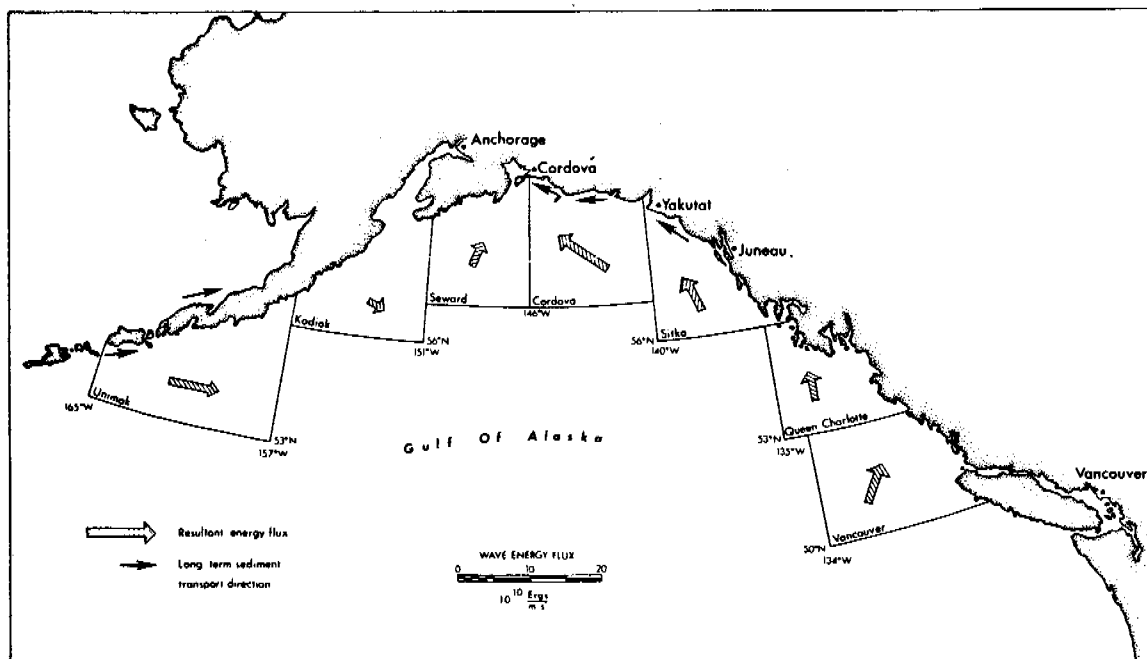 Anchorage
Cordova
Yakutat
Juneau
Seward
Cordova
146°W
Kodiak
56°N
151°W
56°N
140°W
Sitka
Unimak
165°W
53°N
157°W
Gulf Of Alaska
Queen Charlotte
53°N
135°W
Vancouver
Vancouver
50°N
134°W
Resultant energy flux
Long term sediment
transport direction
WAVE ENERGY FLUX
0 10 20
10¹⁰ Ergs
m s